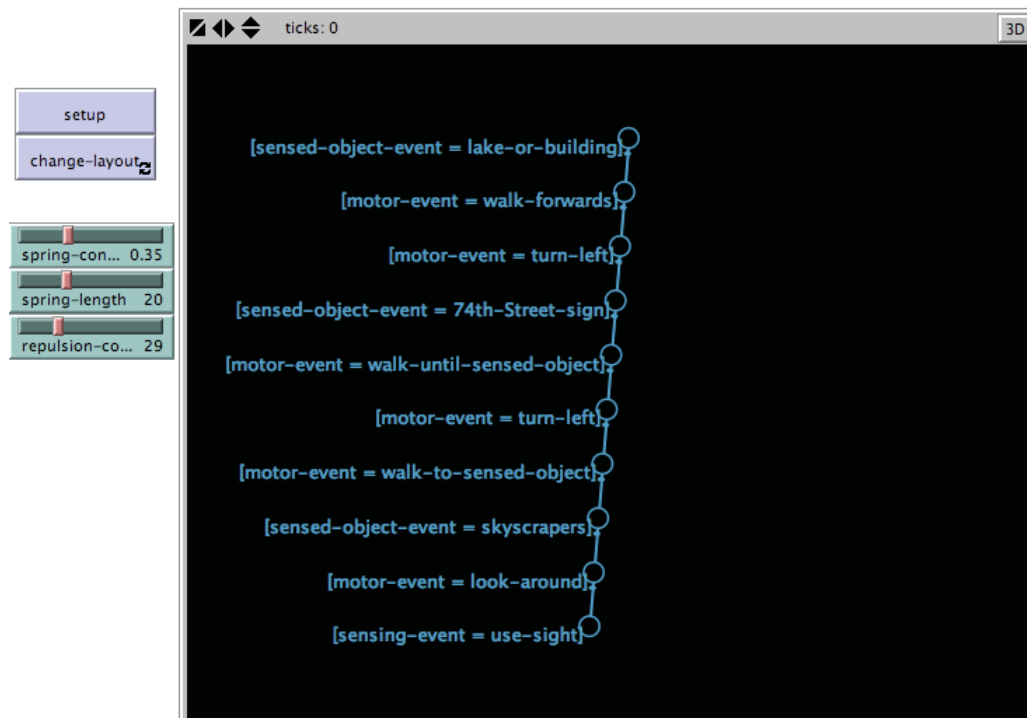 ticks: 0
3D
setup
change-layout
spring-con... 0.35
spring-length 20
repulsion-co... 29
[sensed-object-event = lake-or-building]
[motor-event = walk-forwards]
[motor-event = turn-left]
[sensed-object-event = 74th-Street-sign]
[motor-event = walk-until-sensed-object]
[motor-event = turn-left]
[motor-event = walk-to-sensed-object]
[sensed-object-event = skyscrapers]
[motor-event = look-around]
[sensing-event = use-sight]